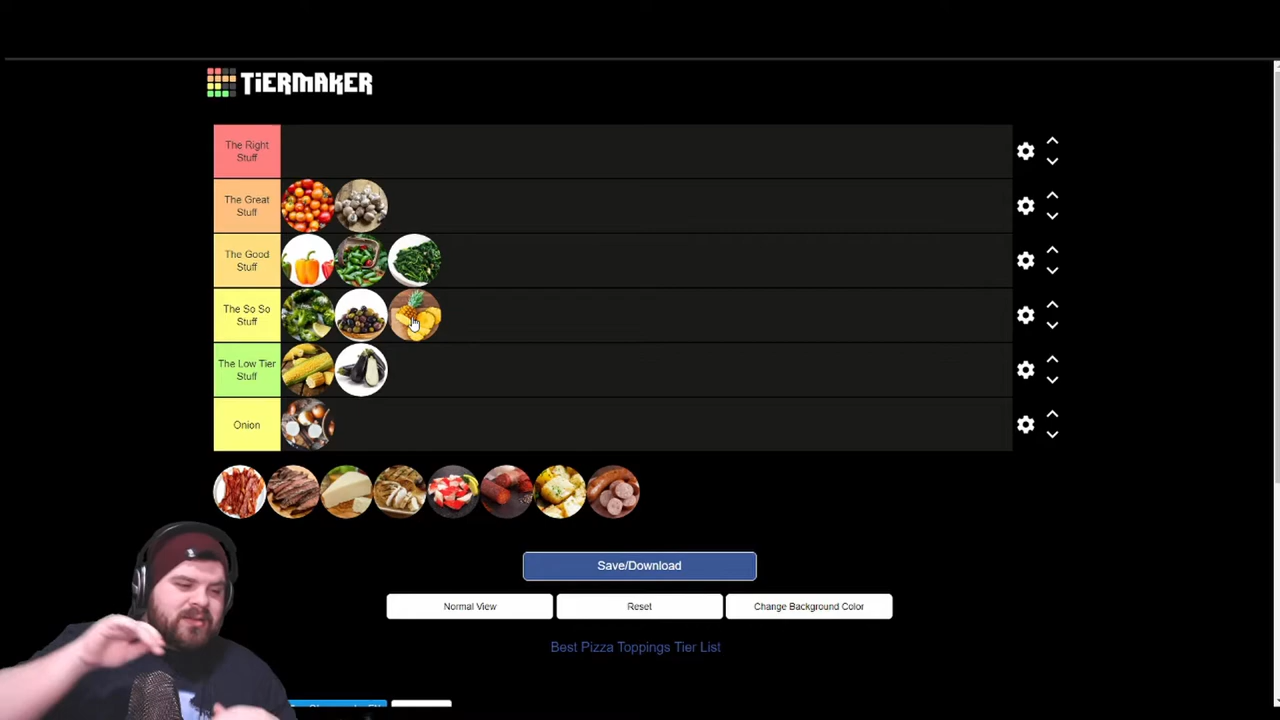 TIERMAKER
The Right
Stuff
The Great
Stuff
The Good
Stuff
The So So
Stuff
The Low Tier
Stuff
Onion
Save/Download
Normal View
Reset
Change Background Color
Best Pizza Toppings Tier List